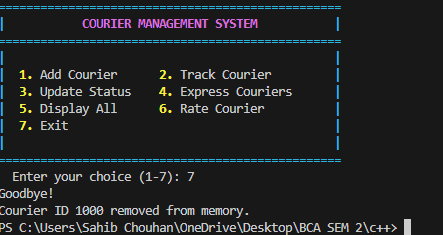 COURIER MANAGEMENT SYSTEM
1. Add Courier 2. Track Courier
3. Update Status 4. Express Couriers
5. Display All 6. Rate Courier
7. Exit
Enter your choice (1-7): 7
Goodbye!
Courier ID 1000 removed from memory.
PS C:\Users\Sahib Chouhan\OneDrive\Desktop\BCA SEM 2\c++>